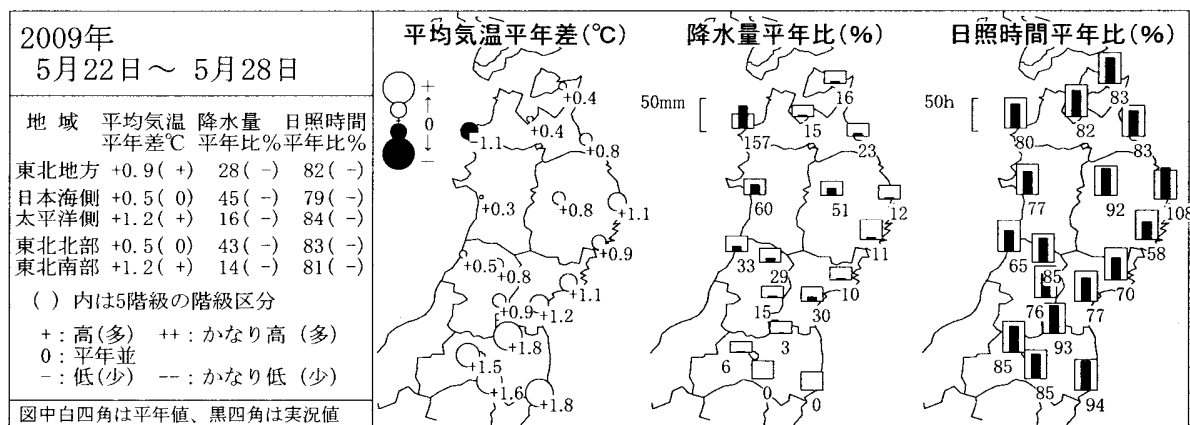 2009年
5月22日～ 5月28日
地 域 平均気温 降水量 日照時間
平年差℃ 平年比% 平年比%
東北地方 +0.9( +) 28( -) 82( -)
日本海側 +0.5( 0) 45( -) 79( -)
太平洋側 +1.2( +) 16( -) 84( -)
東北北部 +0.5( 0) 43( -) 83( -)
東北南部 +1.2( +) 14( -) 81( -)
( ) 内は5階級の階級区分
+ : 高(多) ++ : かなり高 (多)
0 : 平年並
- : 低(少) -- : かなり低 (少)
図中白四角は平年値、黒四角は実況値
平均気温平年差(℃)
+
↑
0
↓
-
+0.4
+0.4
-1.1
+0.8
+0.3
+0.8
+1.1
+0.9
+0.5
+0.8
+1.1
+0.9
+1.2
+1.8
+1.5
+1.6
+1.8
降水量平年比(%)
50mm
16
15
157
23
60
51
12
11
33
29
10
15
30
3
6
0
0
日照時間平年比(%)
50h
83
82
80
83
77
92
108
58
65
85
70
76
77
93
85
85
94